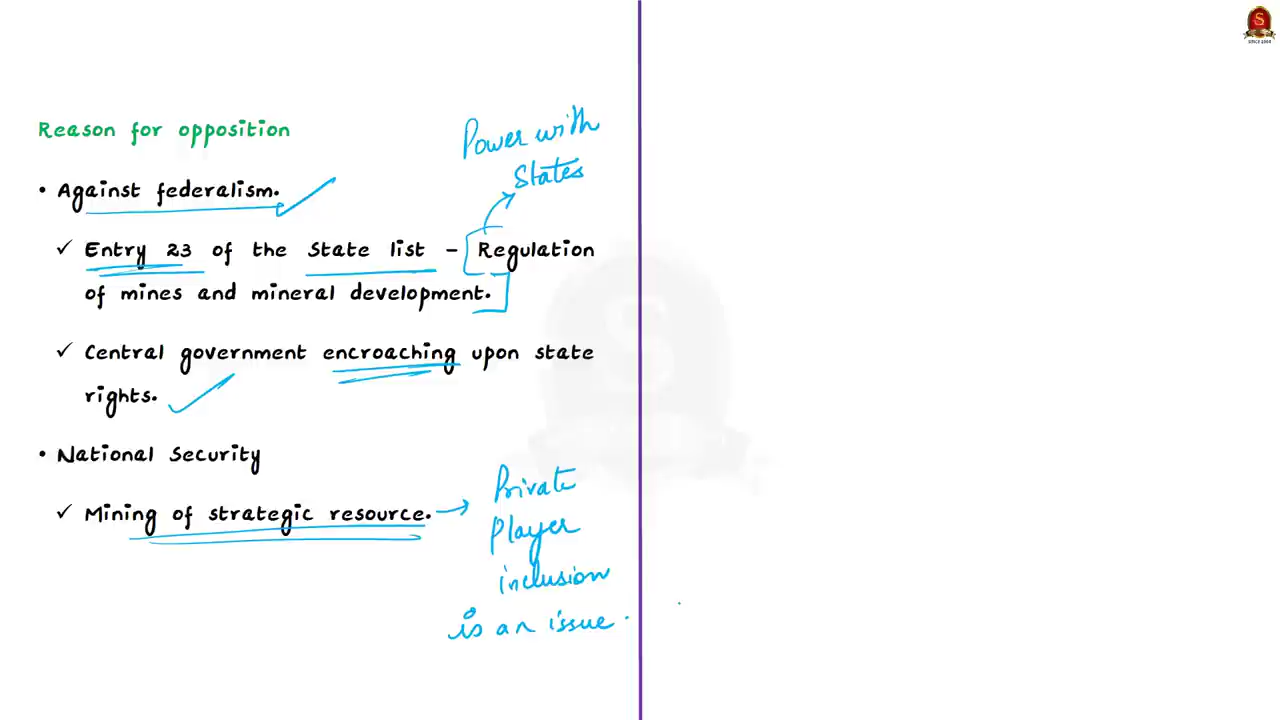 Reason for opposition
Power with
States
• Against federalism.
✓ Entry 23 of the State list – Regulation
of mines and mineral development.
✓ Central government encroaching upon state
rights.
• National Security
✓ Mining of strategic resource.
Private
Player
inclusion
is an issue.
S
SINCE 2004